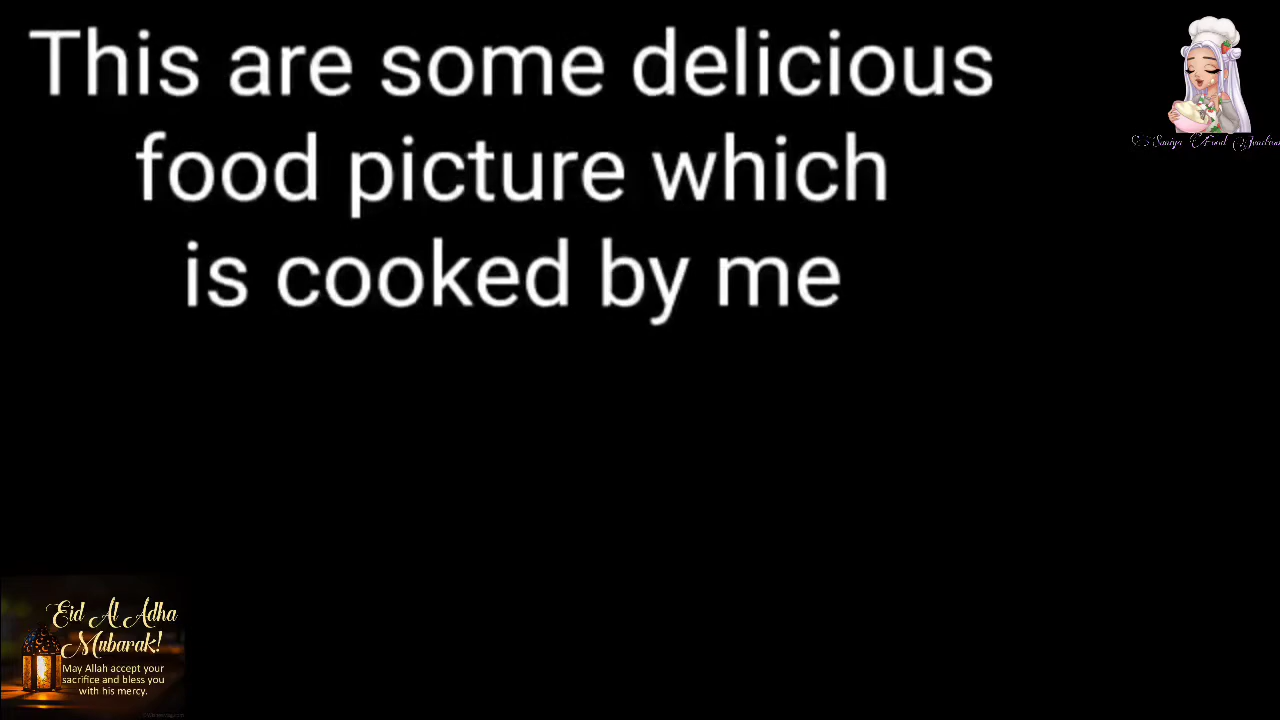 This are some delicious
food picture which
is cooked by me
Food
Eid Al Adha
Mubarak!
May Allah accept your
sacrifice and bless you
with his mercy.